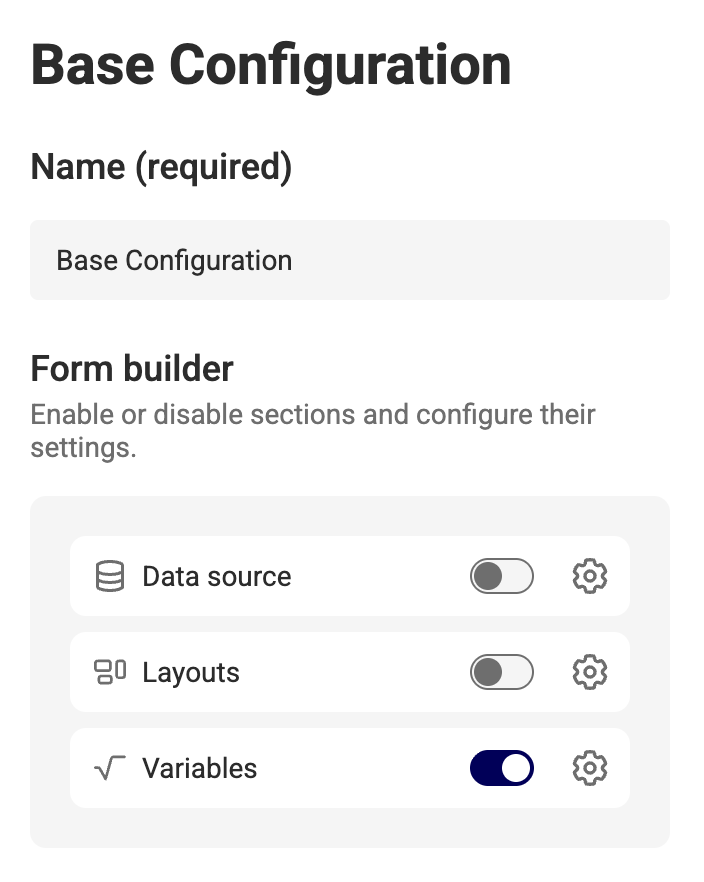 Base Configuration
Name (required)
Base Configuration
Form builder
Enable or disable sections and configure their
settings.
Data source
Layouts
Variables